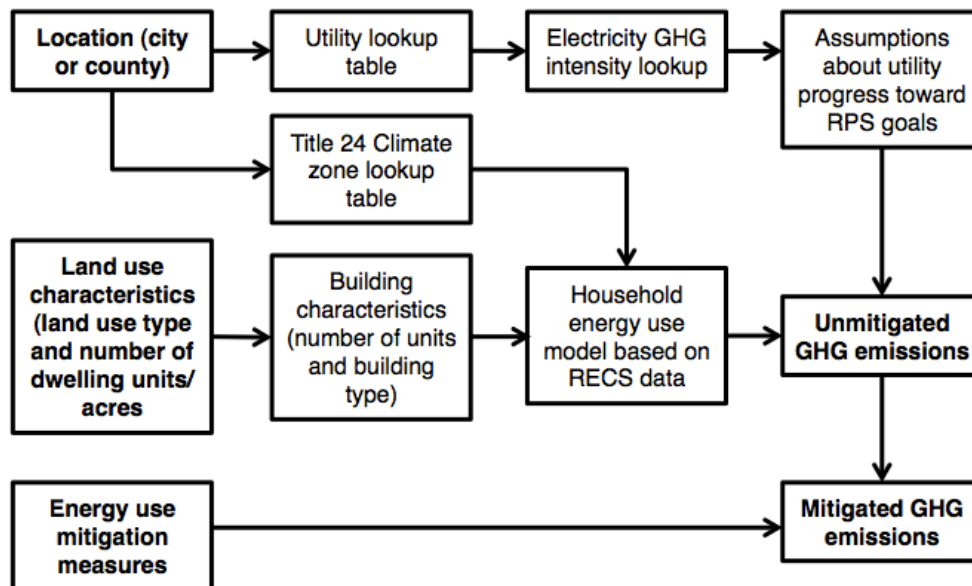 Location (city
or county)
Utility lookup
table
Electricity GHG
intensity lookup
Assumptions
about utility
progress toward
RPS goals
Title 24 Climate
zone lookup
table
Land use
characteristics
(land use type
and number of
dwelling units/
acres
Building
characteristics
(number of units
and building
type)
Household
energy use
model based on
RECS data
Unmitigated
GHG emissions
Energy use
mitigation
measures
Mitigated GHG
emissions